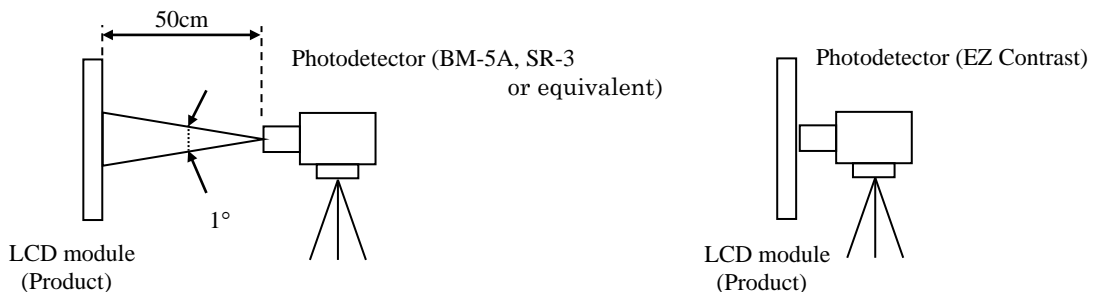 50cm
Photodetector (BM-5A, SR-3
or equivalent)
1°
LCD module
(Product)
Photodetector (EZ Contrast)
LCD module
(Product)